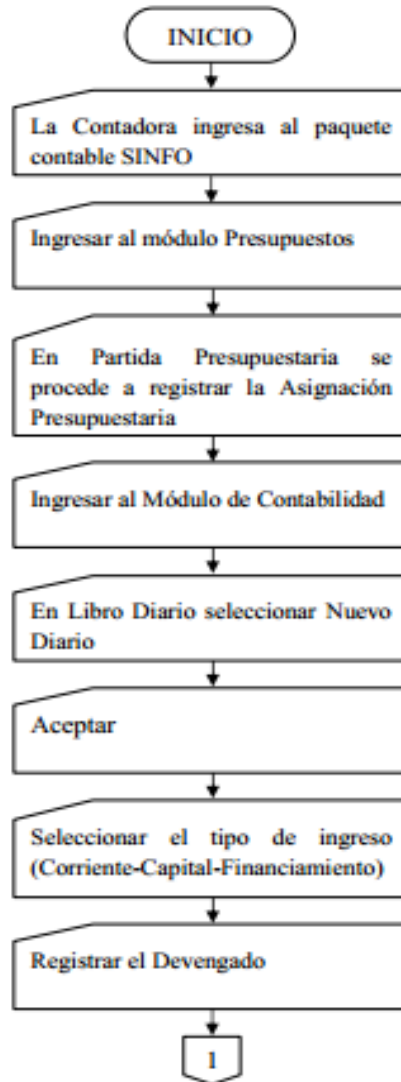 INICIO
La Contadora ingresa al paquete
contable SINFO
Ingresar al módulo Presupuestos
En Partida Presupuestaria se
procede a registrar la Asignación
Presupuestaria
Ingresar al Módulo de Contabilidad
En Libro Diario seleccionar Nuevo
Diario
Aceptar
Seleccionar el tipo de ingreso
(Corriente-Capital-Financiamiento)
Registrar el Devengado
1